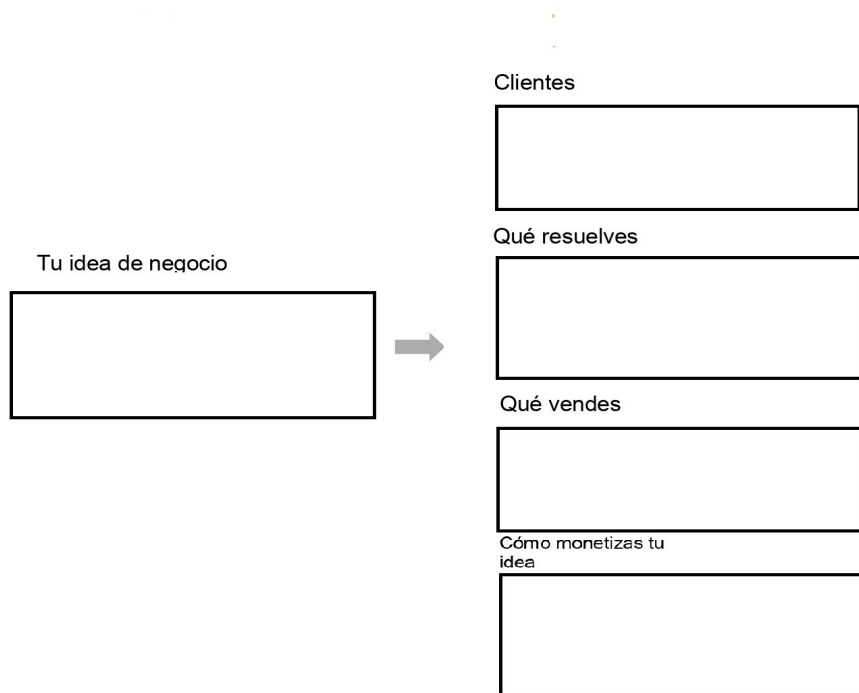 Clientes
Qué resuelves
Tu idea de negocio
Qué vendes
Cómo monetizas tu
idea